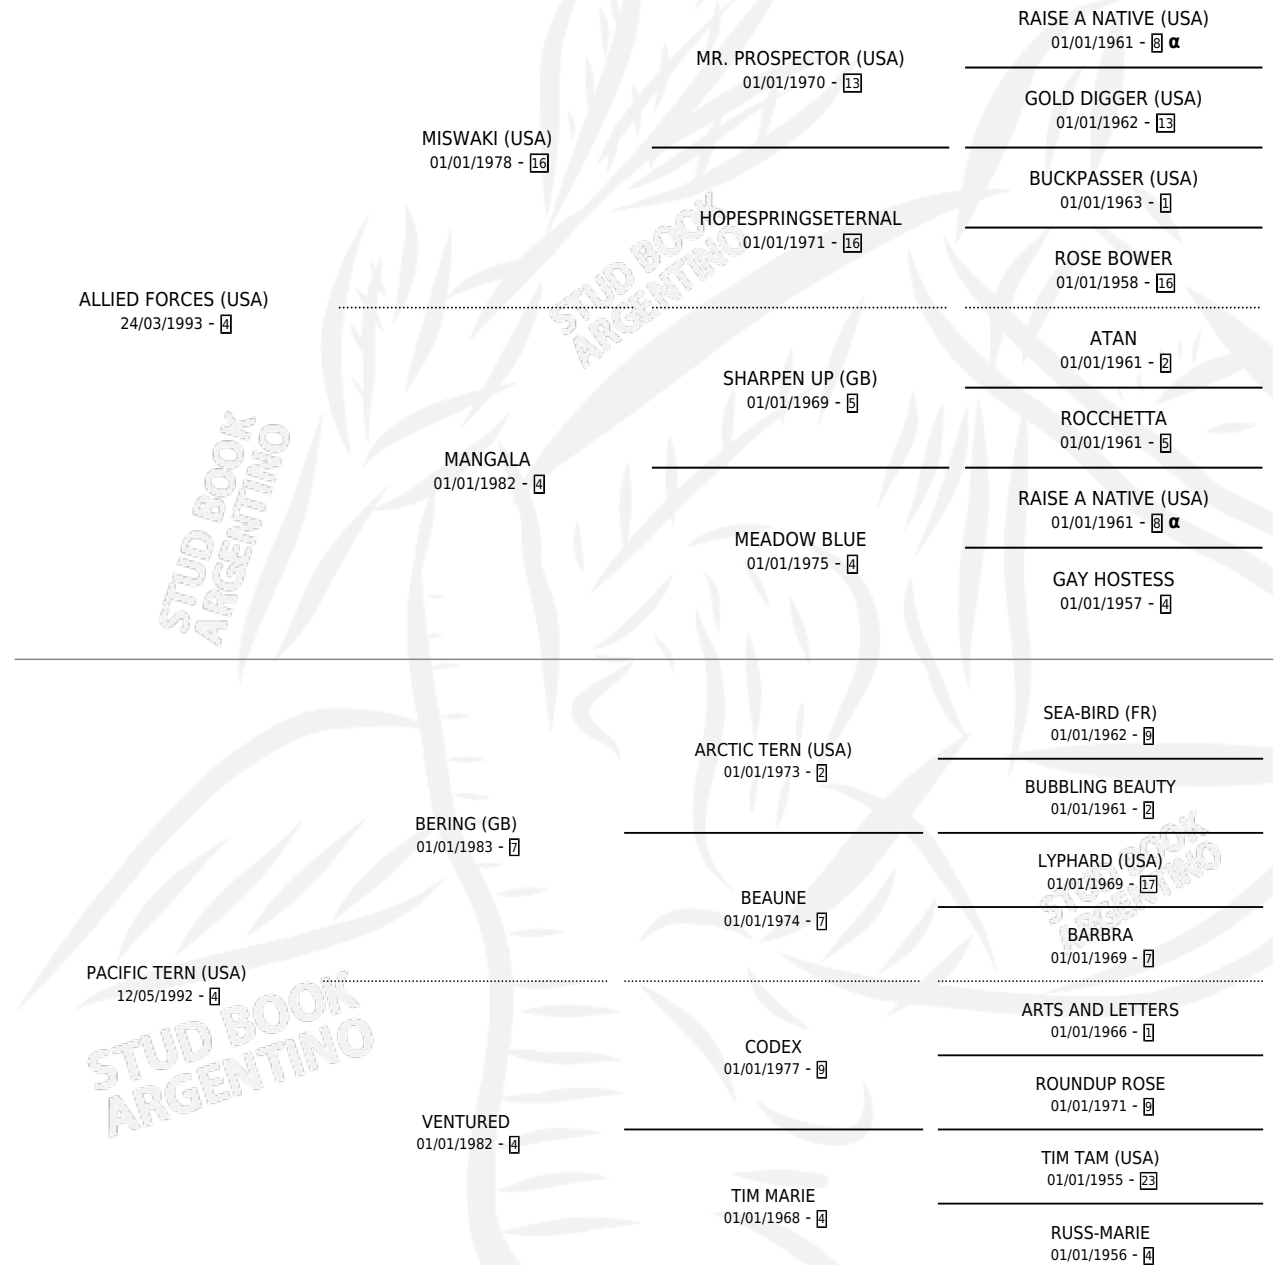 RAISE A NATIVE (USA)
01/01/1961 - 8 α
MR. PROSPECTOR (USA)
01/01/1970 - 13
GOLD DIGGER (USA)
01/01/1962 - 13
MISWAKI (USA)
01/01/1978 - 16
BUCKPASSER (USA)
01/01/1963 - 1
HOPESPRINGSETERNAL
01/01/1971 - 16
ROSE BOWER
01/01/1958 - 16
ALLIED FORCES (USA)
24/03/1993 - 4
ATAN
01/01/1961 - 2
SHARPEN UP (GB)
01/01/1969 - 5
ROCCHETTA
01/01/1961 - 5
MANGALA
01/01/1982 - 4
RAISE A NATIVE (USA)
01/01/1961 - 8 α
MEADOW BLUE
01/01/1975 - 4
GAY HOSTESS
01/01/1957 - 4
SEA-BIRD (FR)
01/01/1962 - 9
ARCTIC TERN (USA)
01/01/1973 - 2
BUBBLING BEAUTY
01/01/1961 - 2
BERING (GB)
01/01/1983 - 7
LYPHARD (USA)
01/01/1969 - 17
BEAUNE
01/01/1974 - 7
BARBRA
01/01/1969 - 7
PACIFIC TERN (USA)
12/05/1992 - 4
ARTS AND LETTERS
01/01/1966 - 1
CODEX
01/01/1977 - 9
ROUNDUP ROSE
01/01/1971 - 9
VENTURED
01/01/1982 - 4
TIM TAM (USA)
01/01/1955 - 23
TIM MARIE
01/01/1968 - 4
RUSS-MARIE
01/01/1956 - 4
STUD BOOK
ARGENTINO
STUD BOOK
ARGENTINO
STUD BOOK
ARGENTINO
STUD BOOK
ARGENTINO